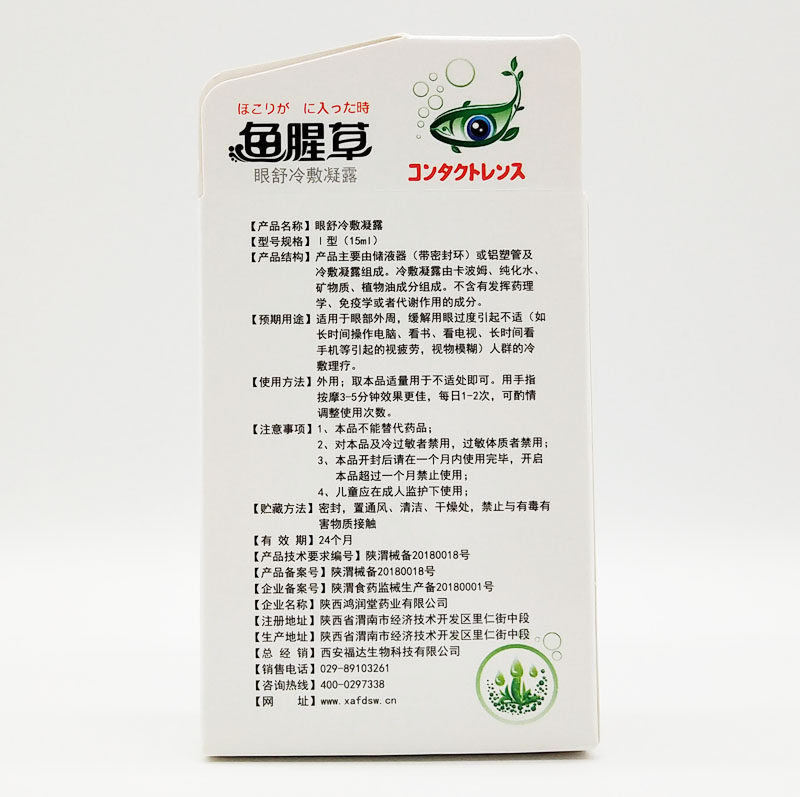 ほこりが に入った時
鱼腥草
眼舒冷敷凝露
コンタクトレンス
【产品名称】眼舒冷敷凝露
【型号规格】Ⅰ型（15ml）
【产品结构】产品主要由储液器（带密封环）或铝塑管及
冷敷凝露组成。冷敷凝露由卡波姆、纯化水、
矿物质、植物油成分组成。不含有发挥药理
学、免疫学或者代谢作用的成分。
【预期用途】适用于眼部外周，缓解用眼过度引起不适（如
长时间操作电脑、看书、看电视、长时间看
手机等引起的视疲劳，视物模糊）人群的冷
敷理疗。
【使用方法】外用；取本品适量用于不适处即可。用手指
按摩3-5分钟效果更佳，每日1-2次，可酌情
调整使用次数。
【注意事项】1、本品不能替代药品；
2、对本品及冷过敏者禁用，过敏体质者禁用；
3、本品开封后请在一个月内使用完毕，开启
本品超过一个月禁止使用；
4、儿童应在成人监护下使用；
【贮藏方法】密封，置通风、清洁、干燥处，禁止与有毒有
害物质接触
【有 效 期】24个月
【产品技术要求编号】陕渭械备20180018号
【产品备案号】陕渭械备20180018号
【企业备案号】陕渭食药监械生产备20180001号
【企业名称】陕西鸿润堂药业有限公司
【注册地址】陕西省渭南市经济技术开发区里仁街中段
【生产地址】陕西省渭南市经济技术开发区里仁街中段
【总 经 销】西安福达生物科技有限公司
【销售电话】029-89103261
【咨询热线】400-0297338
【网 址】www.xafdsw.cn